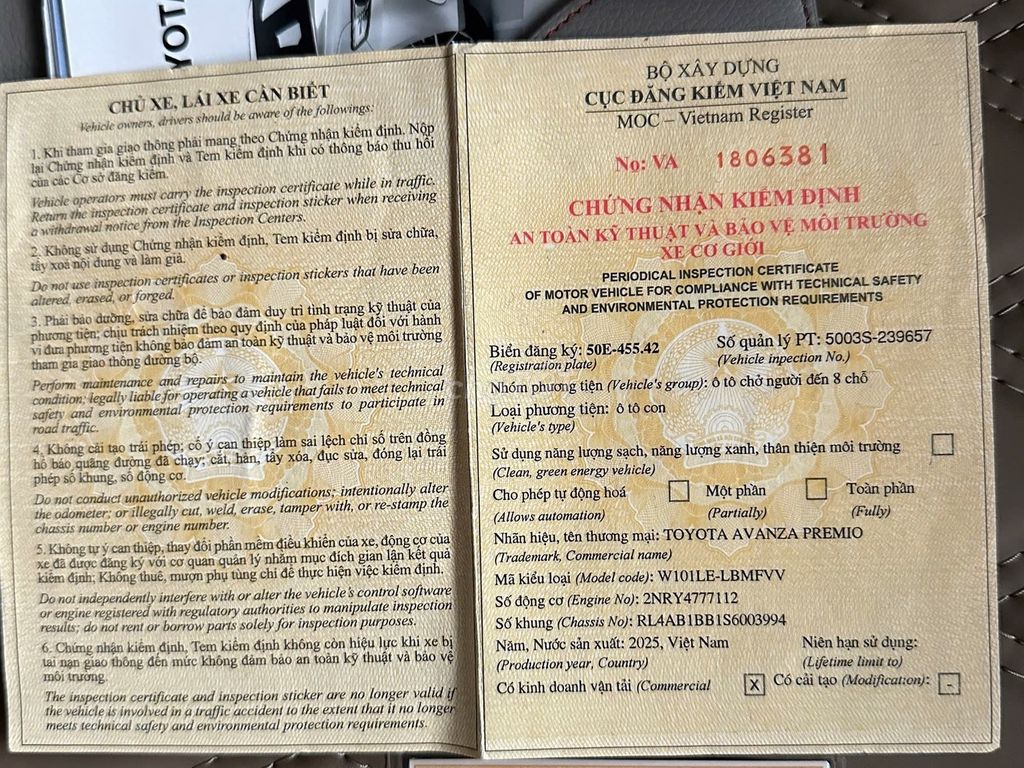 YOTA
CHỦ XE, LÁI XE CẦN BIẾT
Vehicle owners, drivers should be aware of the followings:
1. Khi tham gia giao thông phải mang theo Chứng nhận kiểm định. Nộp
lại Chứng nhận kiểm định và Tem kiểm định khi có thông báo thu hồi
của các Cơ sở đăng kiểm.
Vehicle operators must carry the inspection certificate while in traffic.
Return the inspection certificate and inspection sticker when receiving
a withdrawal notice from the Inspection Centers.
2. Không sử dụng Chứng nhận kiểm định, Tem kiểm định bị sửa chữa,
tẩy xoá nội dung và làm giả.
Do not use inspection certificates or inspection stickers that have been
altered, erased, or forged.
3. Phải bảo dưỡng, sửa chữa để bảo đảm duy trì tình trạng kỹ thuật của
phương tiện; chịu trách nhiệm theo quy định của pháp luật đối với hành
vi đưa phương tiện không bảo đảm an toàn kỹ thuật và bảo vệ môi trường
tham gia giao thông đường bộ.
Perform maintenance and repairs to maintain the vehicle's technical
condition; legally liable for operating a vehicle that fails to meet technical
safety and environmental protection requirements to participate in
road traffic.
4. Không cải tạo trái phép; cố ý can thiệp làm sai lệch chỉ số trên đồng
hồ báo quãng đường đã chạy; cắt, hàn, tẩy xóa, đục sửa, đóng lại trái
phép số khung, số động cơ.
Do not conduct unauthorized vehicle modifications; intentionally alter
the odometer; or illegally cut, weld, erase, tamper with, or re-stamp the
chassis number or engine number.
5. Không tự ý can thiệp, thay đổi phần mềm điều khiển của xe, động cơ của
xe đã được đăng ký với cơ quan quản lý nhằm mục đích gian lận kết quả
kiểm định; Không thuê, mượn phụ tùng chỉ để thực hiện việc kiểm định.
Do not independently interfere with or alter the vehicle's control software
or engine registered with regulatory authorities to manipulate inspection
results; do not rent or borrow parts solely for inspection purposes.
6. Chứng nhận kiểm định, Tem kiểm định không còn hiệu lực khi xe bị
tai nạn giao thông đến mức không đảm bảo an toàn kỹ thuật và bảo vệ
môi trường.
The inspection certificate and inspection sticker are no longer valid if
the vehicle is involved in a traffic accident to the extent that it no longer
meets technical safety and environmental protection requirements.
BỘ XÂY DỰNG
CỤC ĐĂNG KIỂM VIỆT NAM
MOC – Vietnam Register
No: VA 1806381
CHỨNG NHẬN KIỂM ĐỊNH
AN TOÀN KỸ THUẬT VÀ BẢO VỆ MÔI TRƯỜNG
XE CƠ GIỚI
PERIODICAL INSPECTION CERTIFICATE
OF MOTOR VEHICLE FOR COMPLIANCE WITH TECHNICAL SAFETY
AND ENVIRONMENTAL PROTECTION REQUIREMENTS
Biển đăng ký: 50E-455.42 Số quản lý PT: 5003S-239657
(Registration plate) (Vehicle inspection No.)
Nhóm phương tiện (Vehicle's group): ô tô chở người đến 8 chỗ
Loại phương tiện: ô tô con
(Vehicle's type)
Sử dụng năng lượng sạch, năng lượng xanh, thân thiện môi trường
(Clean, green energy vehicle)
Cho phép tự động hoá Một phần Toàn phần
(Allows automation) (Partially) (Fully)
Nhãn hiệu, tên thương mại: TOYOTA AVANZA PREMIO
(Trademark, Commercial name)
Mã kiểu loại (Model code): W101LE-LBMFVV
Số động cơ (Engine No): 2NRY4777112
Số khung (Chassis No): RL4AB1BB1S6003994
Năm, Nước sản xuất: 2025, Việt Nam Niên hạn sử dụng:
(Production year, Country) (Lifetime limit to)
Có kinh doanh vận tải (Commercial X Có cải tạo (Modification): -